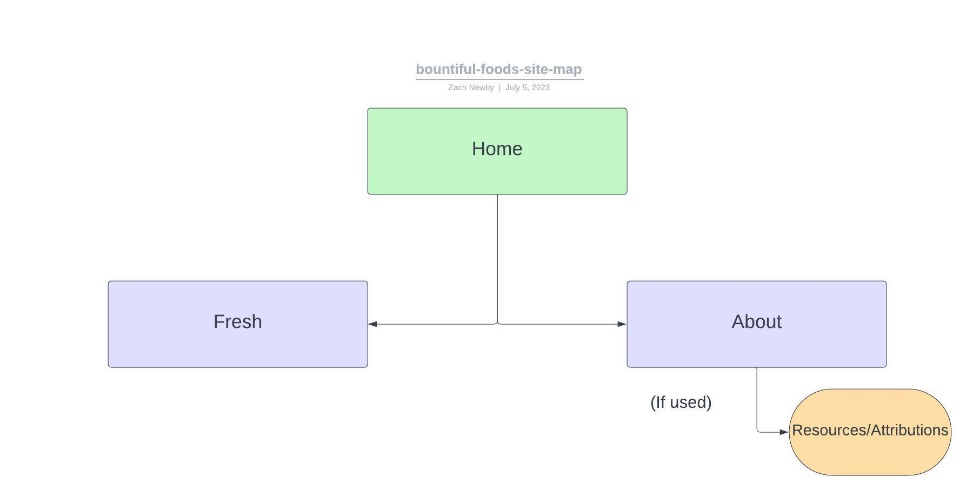 bountiful-foods-site-map
Zach Newby | July 5, 2023
Home
Fresh
About
(If used)
Resources/Attributions